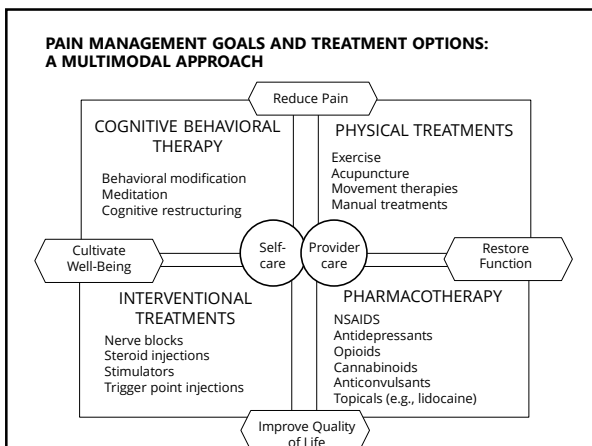 PAIN MANAGEMENT GOALS AND TREATMENT OPTIONS:
A MULTIMODAL APPROACH
Reduce Pain
COGNITIVE BEHAVIORAL
THERAPY
Behavioral modification
Meditation
Cognitive restructuring
PHYSICAL TREATMENTS
Exercise
Acupuncture
Movement therapies
Manual treatments
Cultivate
Well-Being
Self-
care
Provider
care
Restore
Function
INTERVENTIONAL
TREATMENTS
Nerve blocks
Steroid injections
Stimulators
Trigger point injections
PHARMACOTHERAPY
NSAIDS
Antidepressants
Opioids
Cannabinoids
Anticonvulsants
Topicals (e.g., lidocaine)
Improve Quality
of Life